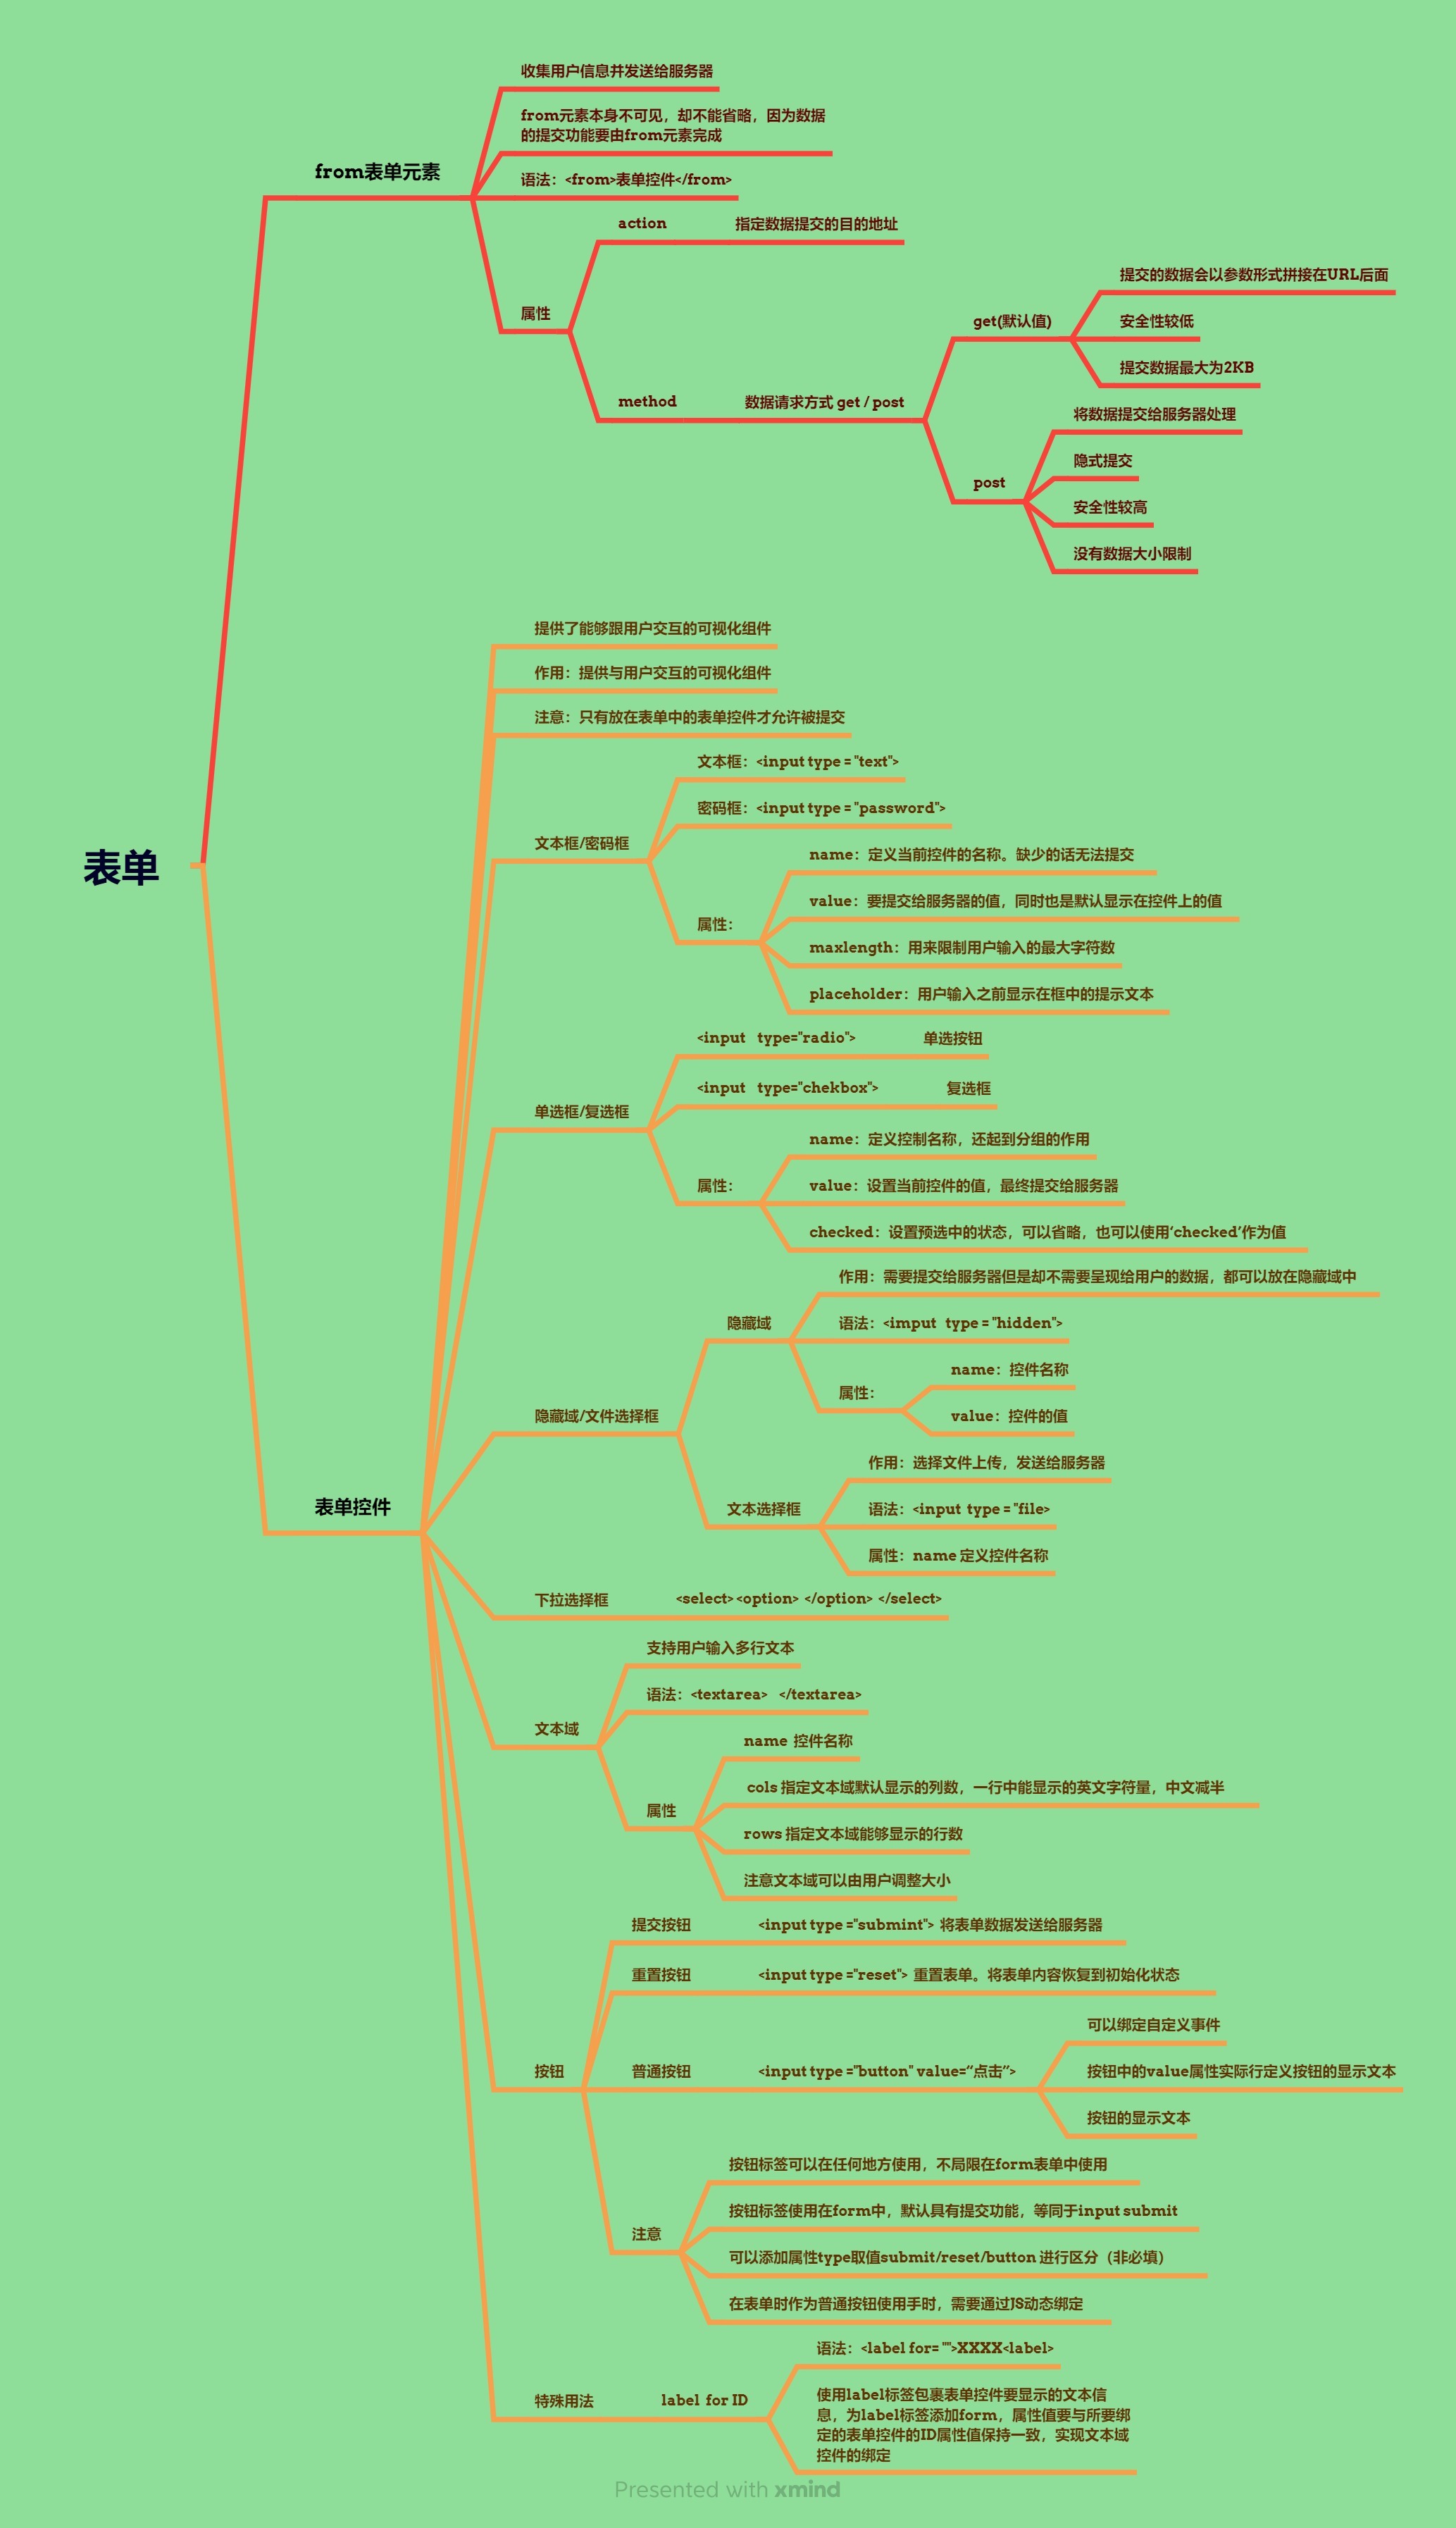 表单
from表单元素
收集用户信息并发送给服务器
from元素本身不可见，却不能省略，因为数据
的提交功能要由from元素完成
语法：<from>表单控件</from>
属性
action
指定数据提交的目的地址
method
数据请求方式 get / post
get(默认值)
提交的数据会以参数形式拼接在URL后面
安全性较低
提交数据最大为2KB
post
将数据提交给服务器处理
隐式提交
安全性较高
没有数据大小限制
表单控件
提供了能够跟用户交互的可视化组件
作用：提供与用户交互的可视化组件
注意：只有放在表单中的表单控件才允许被提交
文本框/密码框
文本框：<input type = "text">
密码框：<input type = "password">
属性：
name：定义当前控件的名称。缺少的话无法提交
value：要提交给服务器的值，同时也是默认显示在控件上的值
maxlength：用来限制用户输入的最大字符数
placeholder：用户输入之前显示在框中的提示文本
单选框/复选框
<input   type="radio">
单选按钮
<input   type="chekbox">
复选框
属性：
name：定义控制名称，还起到分组的作用
value：设置当前控件的值，最终提交给服务器
checked：设置预选中的状态，可以省略，也可以使用‘checked’作为值
隐藏域/文件选择框
隐藏域
作用：需要提交给服务器但是却不需要呈现给用户的数据，都可以放在隐藏域中
语法：<imput   type = "hidden">
属性：
name：控件名称
value：控件的值
文本选择框
作用：选择文件上传，发送给服务器
语法：<input  type = "file>
属性：name 定义控件名称
下拉选择框
<select> <option>  </option>  </select>
文本域
支持用户输入多行文本
语法：<textarea>   </textarea>
属性
name  控件名称
cols 指定文本域默认显示的列数，一行中能显示的英文字符量，中文减半
rows 指定文本域能够显示的行数
注意文本域可以由用户调整大小
按钮
提交按钮
<input type ="submint">  将表单数据发送给服务器
重置按钮
<input type ="reset">  重置表单。将表单内容恢复到初始化状态
普通按钮
<input type ="button" value=“点击”>
可以绑定自定义事件
按钮中的value属性实际行定义按钮的显示文本
按钮的显示文本
注意
按钮标签可以在任何地方使用，不局限在form表单中使用
按钮标签使用在form中，默认具有提交功能，等同于input submit
可以添加属性type取值submit/reset/button 进行区分（非必填）
在表单时作为普通按钮使用手时，需要通过JS动态绑定
特殊用法
label  for ID
语法：<label for= "">XXXX<label>
使用label标签包裹表单控件要显示的文本信
息，为label标签添加form，属性值要与所要绑
定的表单控件的ID属性值保持一致，实现文本域
控件的绑定
Presented with xmind